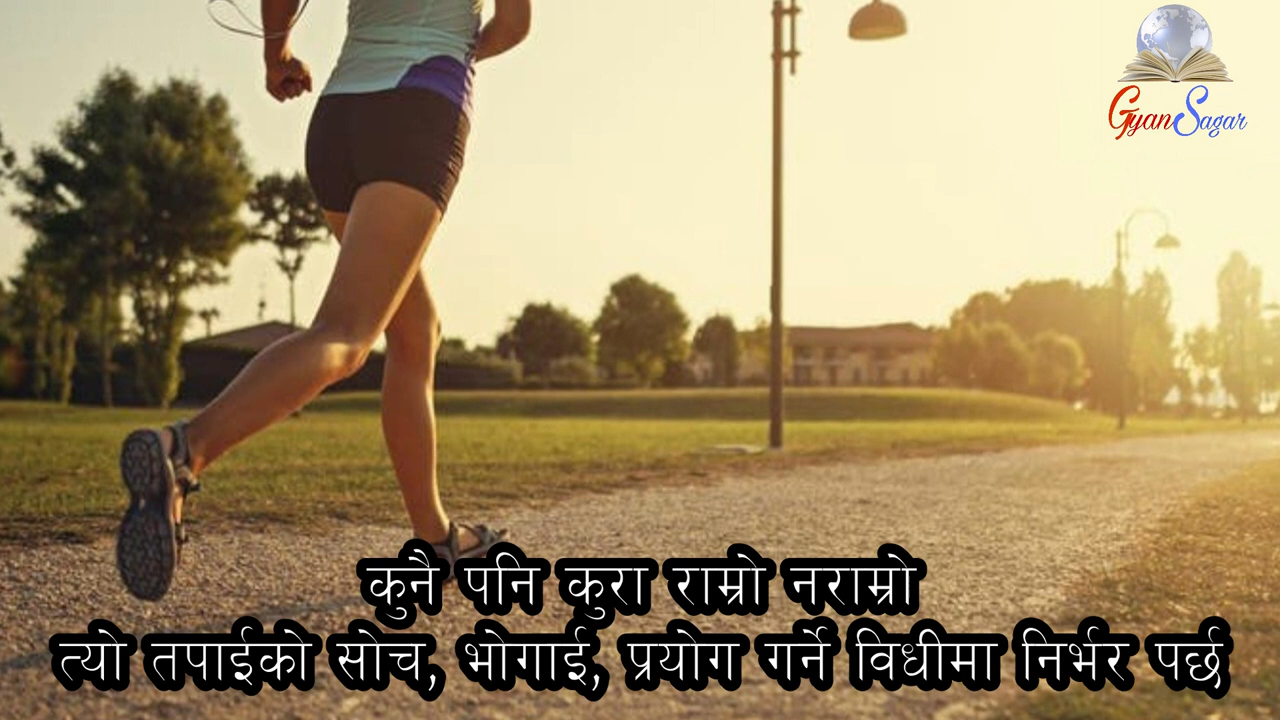 GyanSagar
कुनै पनि कुरा राम्रो नराम्रो
त्यो तपाईको सोच, भोगाई, प्रयोग गर्ने विधीमा निर्भर पर्छ